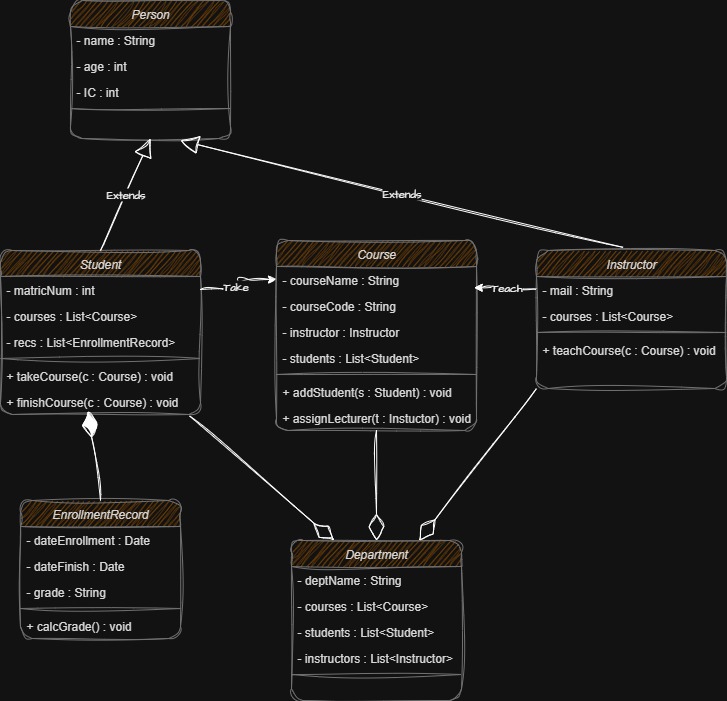 Person
- name : String
- age : int
- IC : int
Extends
Extends
Student
- matricNum : int
- courses : List<Course>
- recs : List<EnrollmentRecord>
+ takeCourse(c : Course) : void
+ finishCourse(c : Course) : void
Take
Course
- courseName : String
- courseCode : String
- instructor : Instructor
- students : List<Student>
+ addStudent(s : Student) : void
+ assignLecturer(t : Instuctor) : void
Teach
Instructor
- mail : String
- courses : List<Course>
+ teachCourse(c : Course) : void
EnrollmentRecord
- dateEnrollment : Date
- dateFinish : Date
- grade : String
+ calcGrade() : void
Department
- deptName : String
- courses : List<Course>
- students : List<Student>
- instructors : List<Instructor>